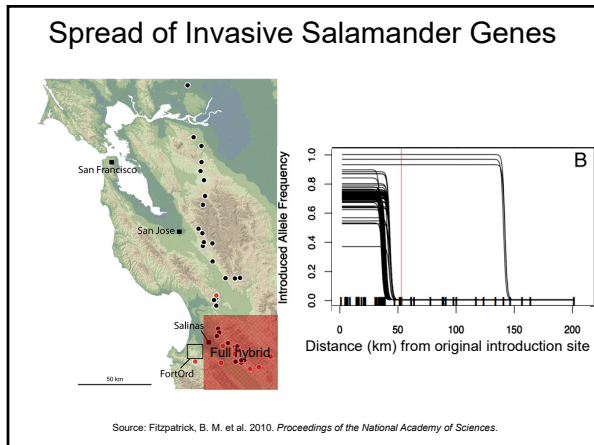 Spread of Invasive Salamander Genes
San Francisco
San Jose
Salinas
Full hybrid
FortOrd
50 km
Introduced Allele Frequency
B
1.0
0.8
0.6
0.4
0.2
0.0
0 50 100 150 200
Distance (km) from original introduction site
Source: Fitzpatrick, B. M. et al. 2010. Proceedings of the National Academy of Sciences.